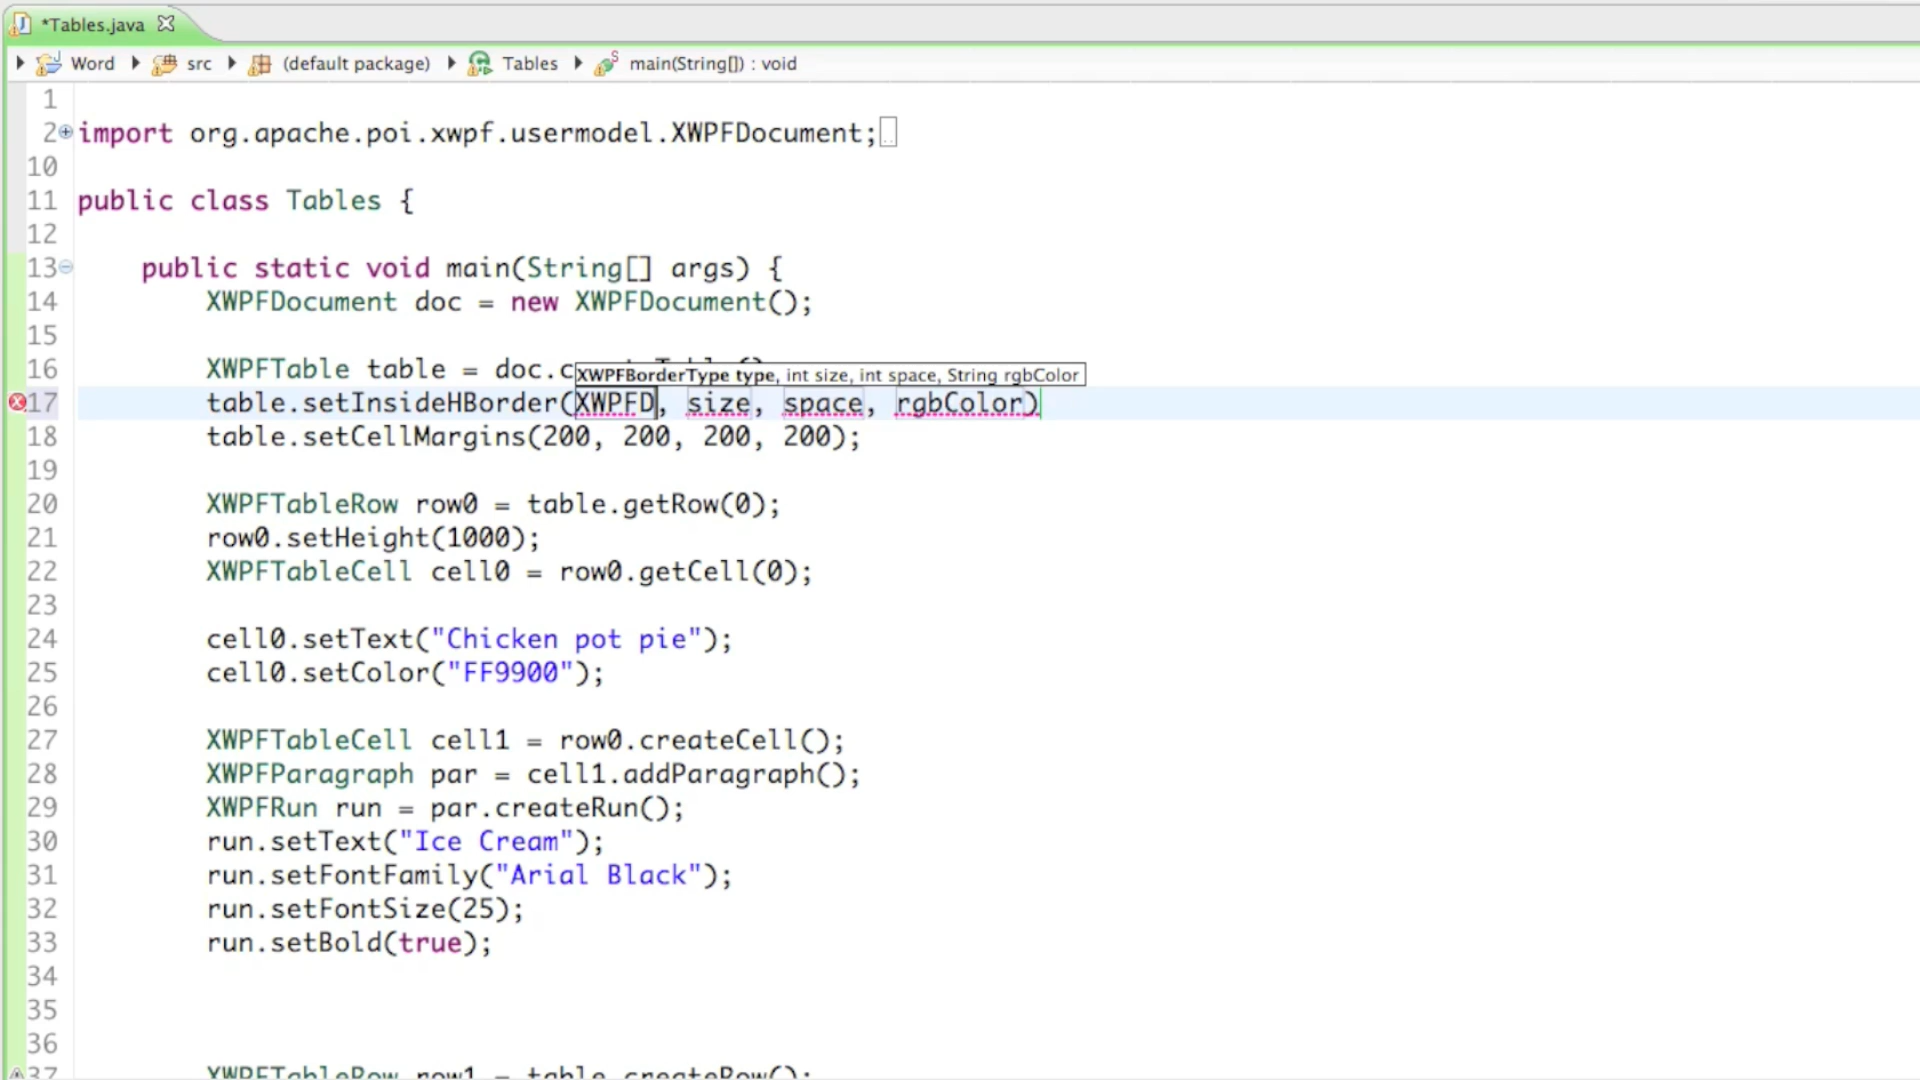 *Tables.java
Word src (default package) Tables main(String[]) : void
1
2 import org.apache.poi.xwpf.usermodel.XWPFDocument;
10
11 public class Tables {
12
13 public static void main(String[] args) {
14 XWPFDocument doc = new XWPFDocument();
15
16 XWPFTable table = doc.c
XWPFBorderType type, int size, int space, String rgbColor
17 table.setInsideHBorder(XWPFD, size, space, rgbColor)
18 table.setCellMargins(200, 200, 200, 200);
19
20 XWPFTableRow row0 = table.getRow(0);
21 row0.setHeight(1000);
22 XWPFTableCell cell0 = row0.getCell(0);
23
24 cell0.setText("Chicken pot pie");
25 cell0.setColor("FF9900");
26
27 XWPFTableCell cell1 = row0.createCell();
28 XWPFParagraph par = cell1.addParagraph();
29 XWPFRun run = par.createRun();
30 run.setText("Ice Cream");
31 run.setFontFamily("Arial Black");
32 run.setFontSize(25);
33 run.setBold(true);
34
35
36
37 XWPFTableRow row1 = table.createRow();